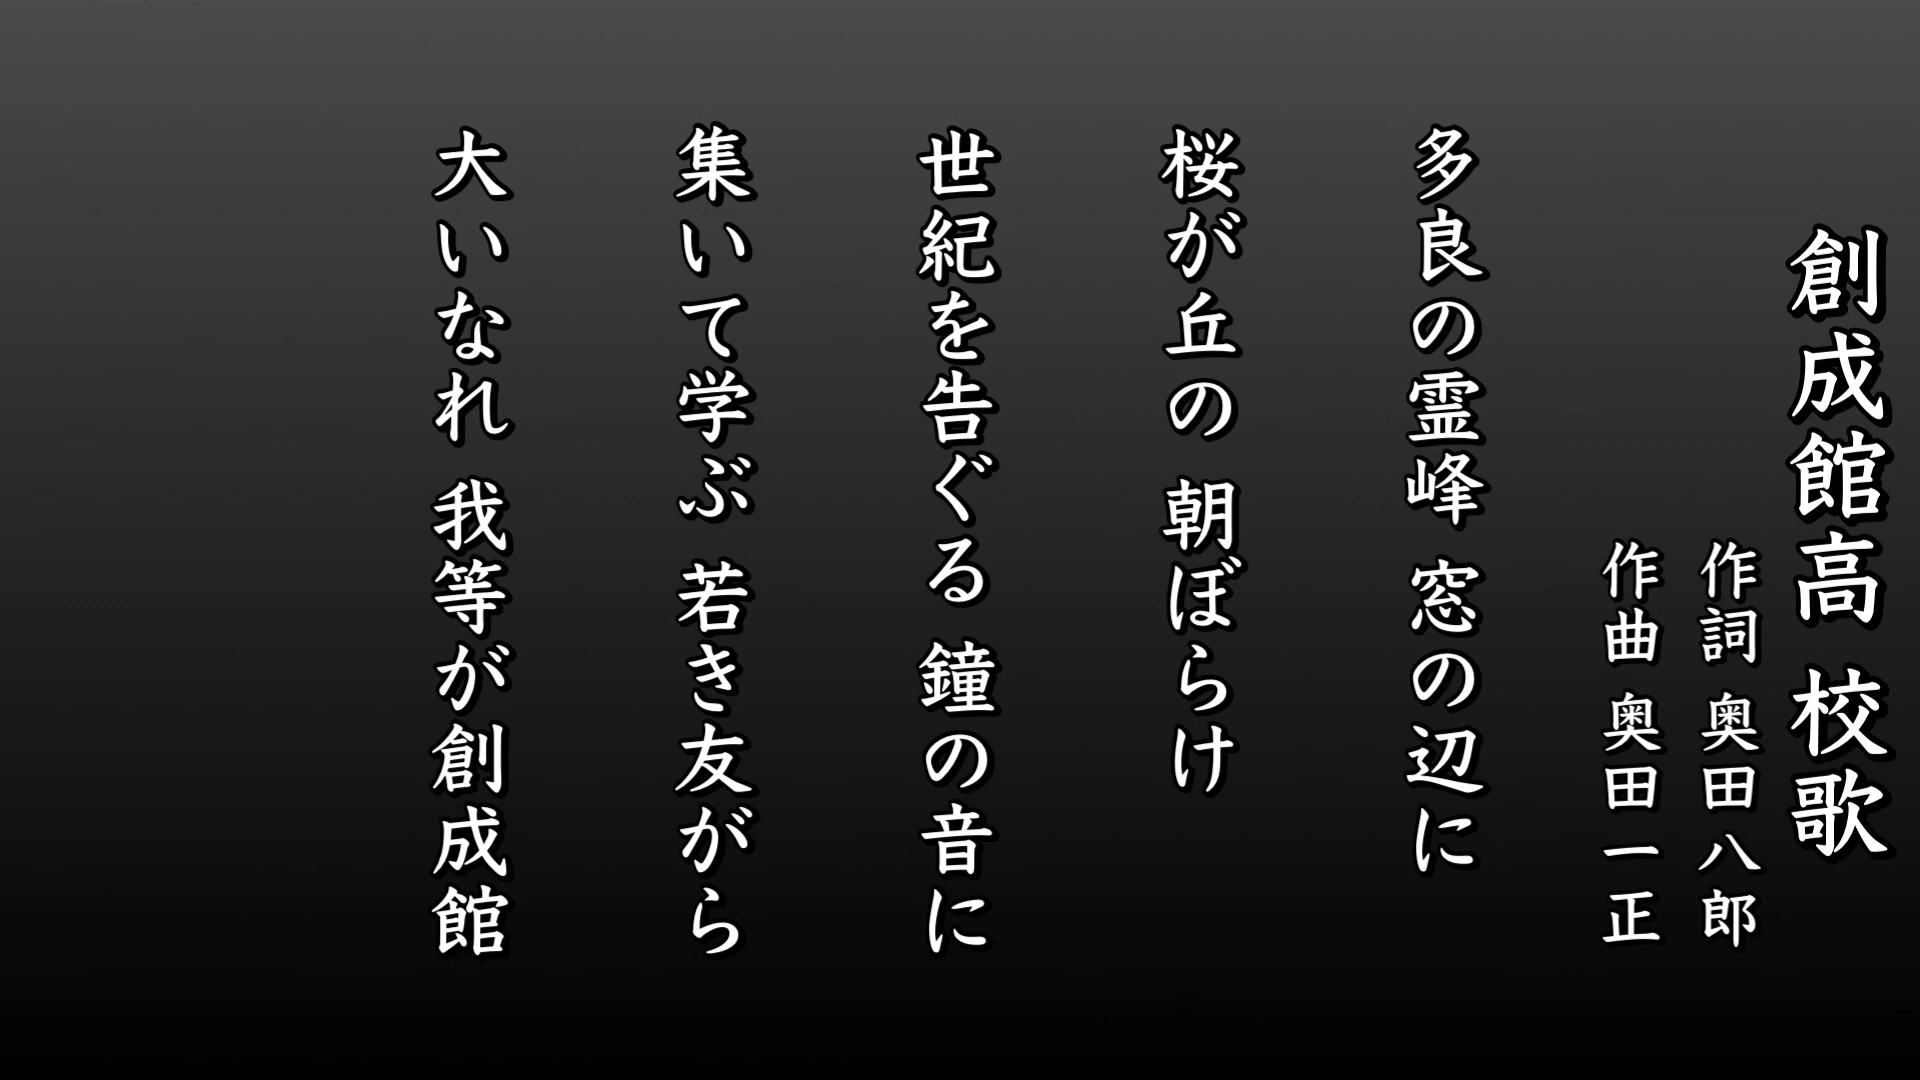 創成館高 校歌
作詞 奥田八郎
作曲 奥田一正
多良の霊峰 窓の辺に
桜が丘の 朝ぼらけ
世紀を告ぐる 鐘の音に
集いて学ぶ 若き友がら
大いなれ 我等が創成館